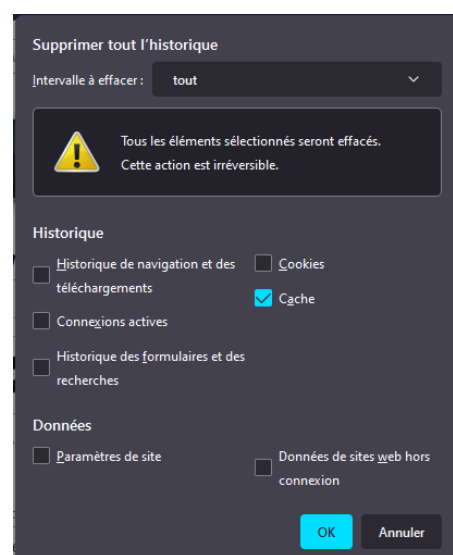 Supprimer tout l'historique
Intervalle à effacer : tout
Tous les éléments sélectionnés seront effacés.
Cette action est irréversible.
Historique
Historique de navigation et des
téléchargements
Cookies
Cache
Connexions actives
Historique des formulaires et des
recherches
Données
Paramètres de site
Données de sites web hors
connexion
OK Annuler